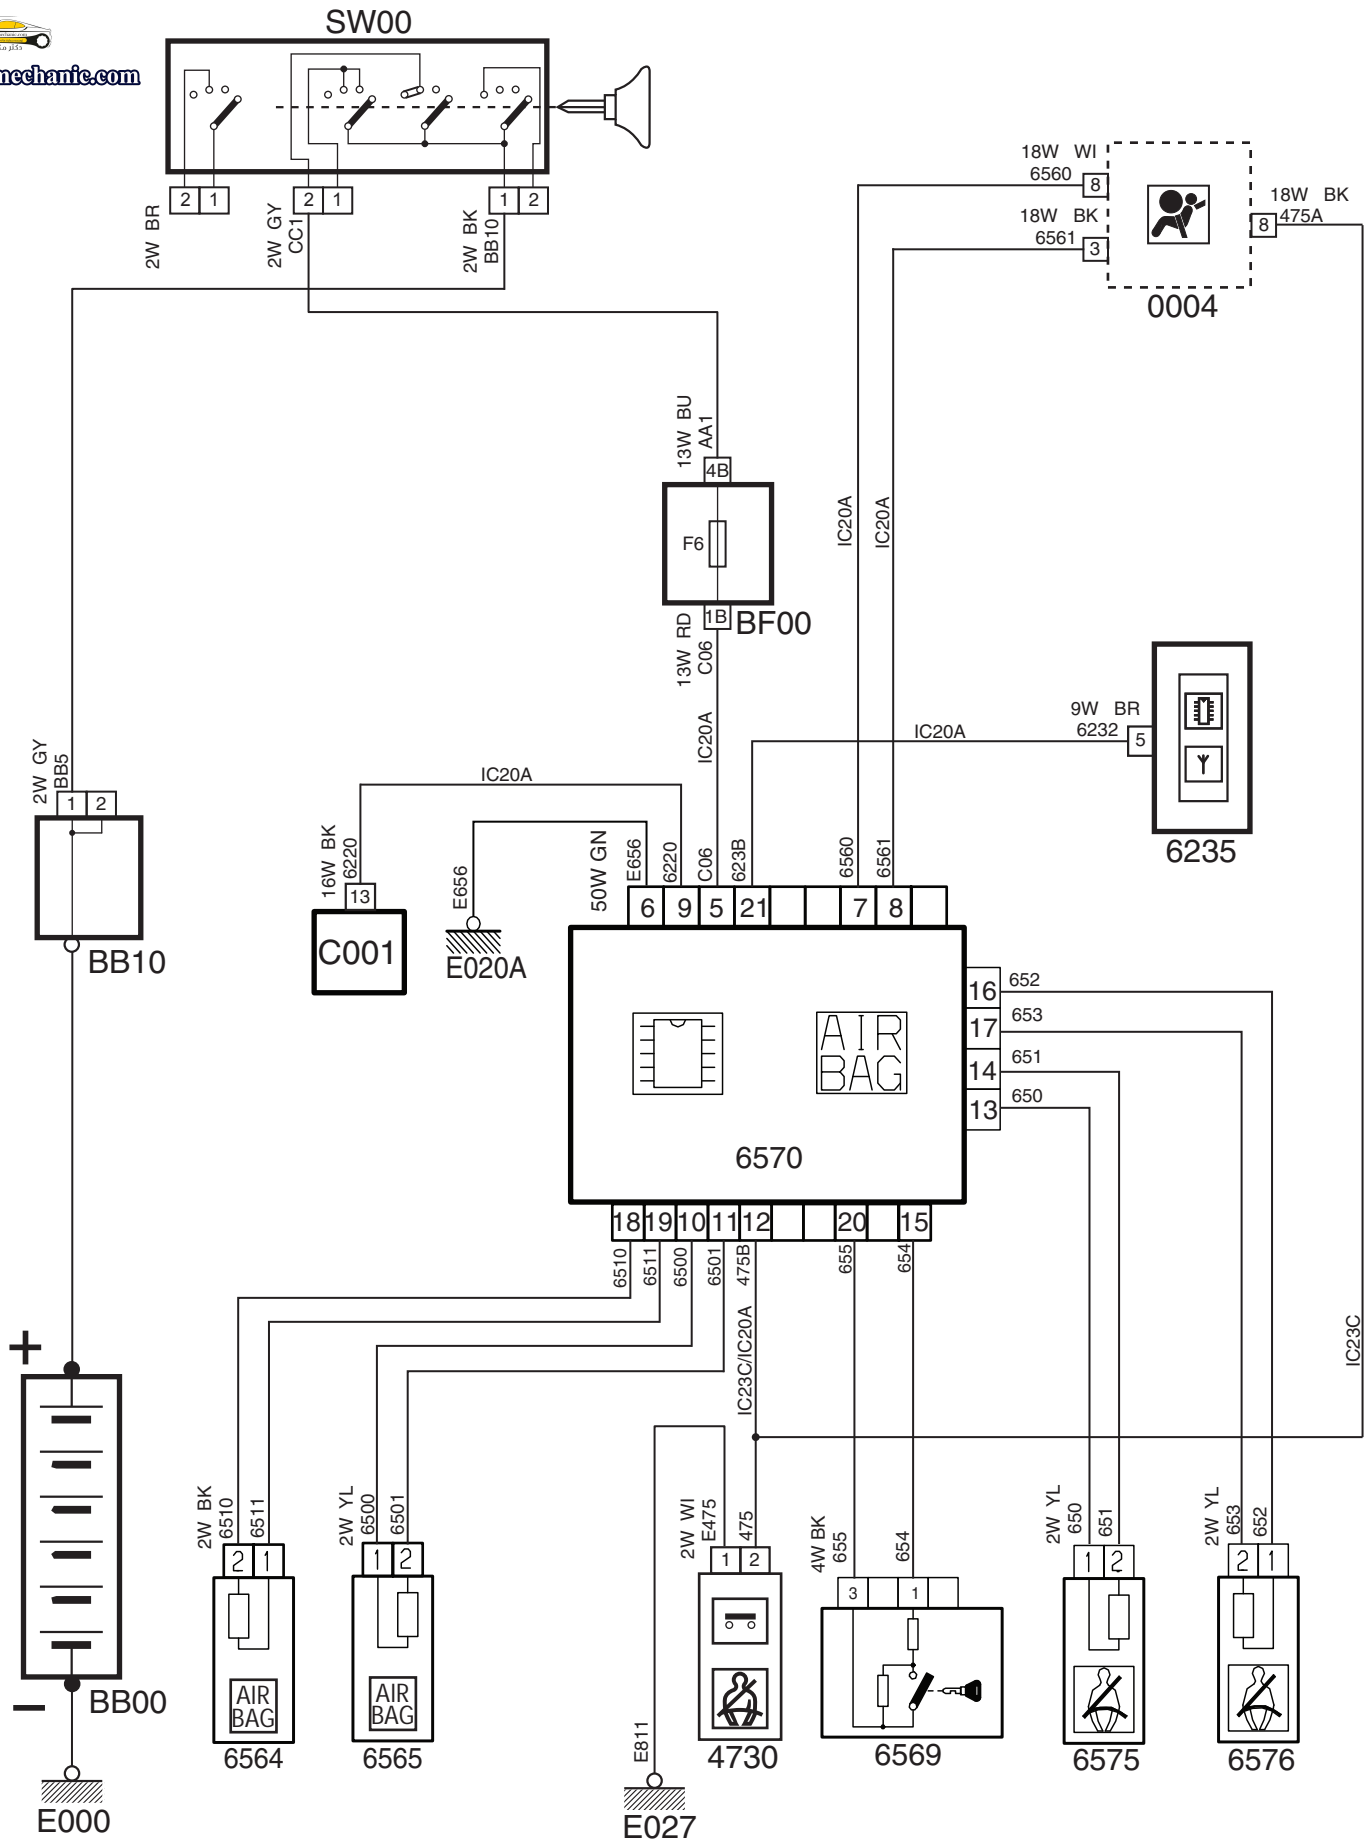 SW00
mechanic.com
2 1
2 1
1 2
2W BR
2W GY
CC1
2W BK
BB10
18W WI
6560
8
18W BK
6561
3
18W BK
475A
8
0004
13W BU
AA1
4B
F6
1B
BF00
13W RD
C06
IC20A
IC20A
IC20A
9W BR
6232
5
IC20A
6235
2W GY
BB5
1 2
BB10
IC20A
16W BK
6220
13
C001
E656
E020A
50W GN
E656
6220
C06
623B
6560
6561
6 9 5 21 7 8
AIR
BAG
6570
16 652
17 653
14 651
13 650
18 19 10 11 12 20 15
6510
6511
6500
6501
475B
655
654
IC23C/IC20A
IC23C
+
−
BB00
E000
2W BK
6510
6511
2 1
AIR
BAG
6564
2W YL
6500
6501
1 2
AIR
BAG
6565
E811
E027
2W WI
E475
475
1 2
4730
4W BK
655
654
3 1
6569
2W YL
650
651
1 2
6575
2W YL
653
652
2 1
6576